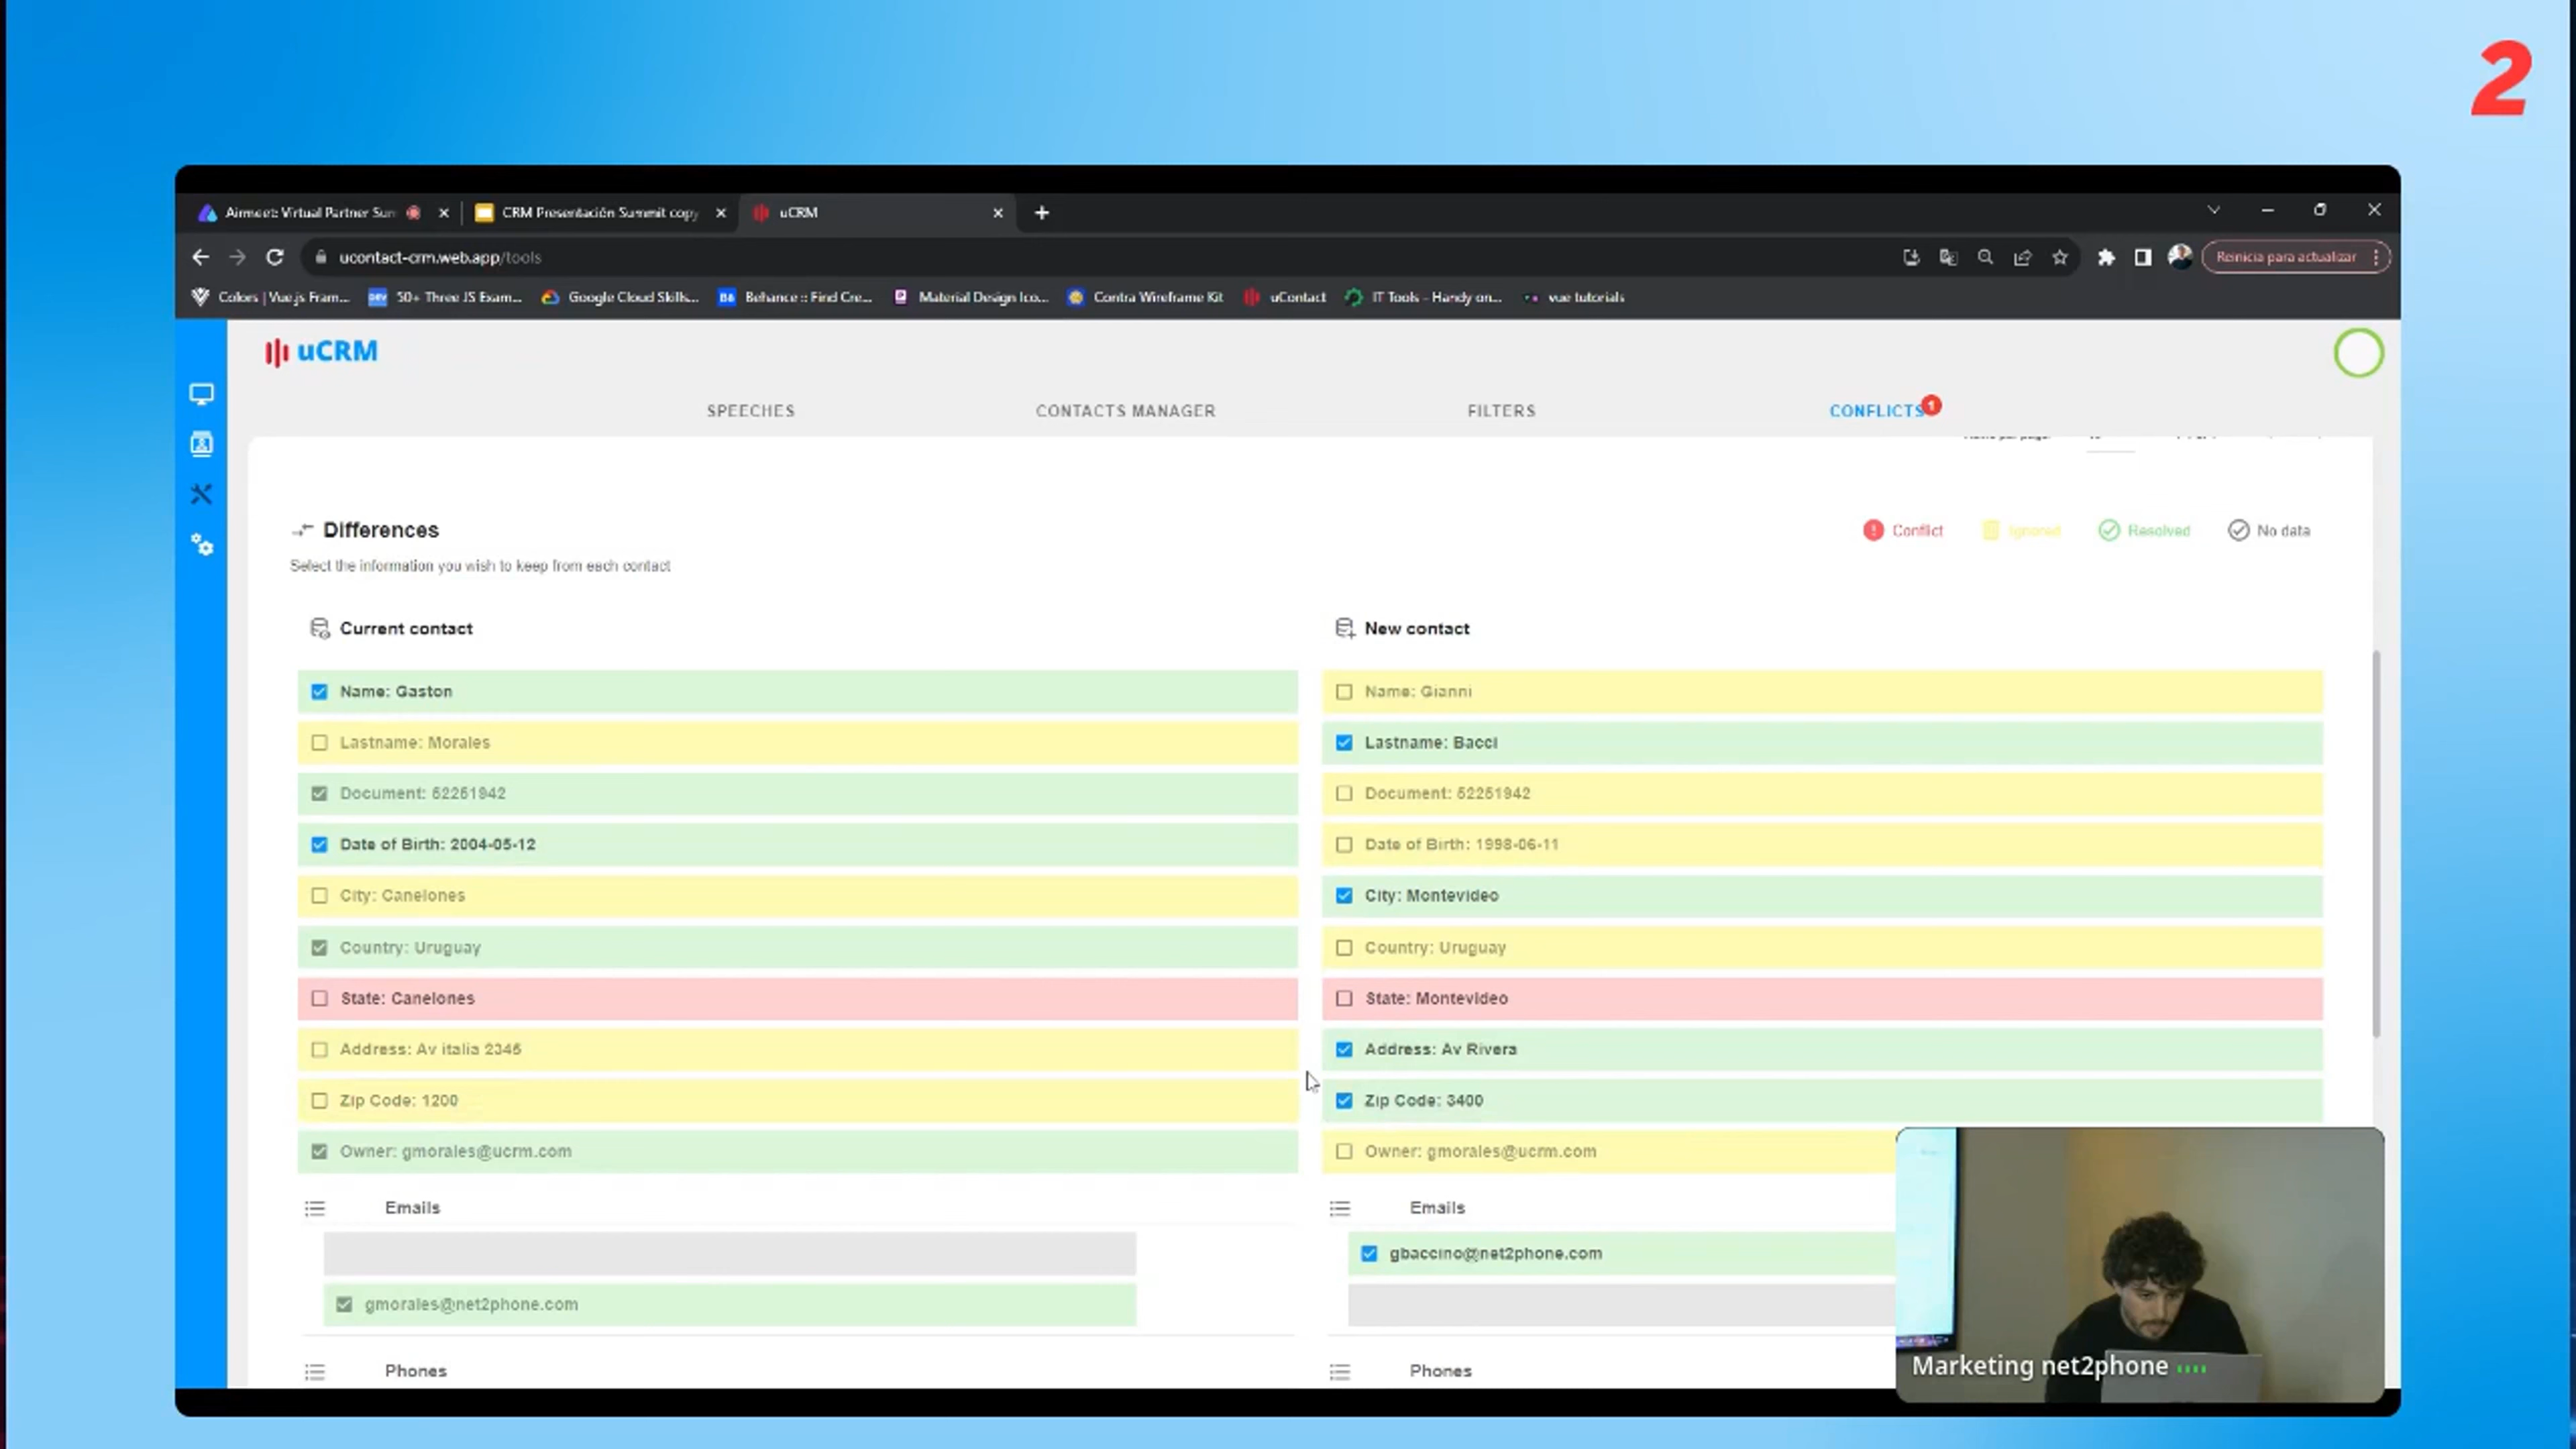 2
Airmeet: Virtual Partner Sum
CRM Presentación Summit copy
uCRM
ucontact-crm.web.app/tools
Reinicia para actualizar
Colors | Vue.js Fram...
DEV 50+ Three JS Exam...
Google Cloud Skills...
Behance :: Find Cre...
Material Design Ico...
Contra Wireframe Kit
uContact
IT Tools - Handy on...
vue tutorials
uCRM
SPEECHES
CONTACTS MANAGER
FILTERS
CONFLICTS 1
Differences
Conflict
Ignored
Resolved
No data
Select the information you wish to keep from each contact
Current contact
New contact
Name: Gaston
Name: Gianni
Lastname: Morales
Lastname: Bacci
Document: 52251942
Document: 52251942
Date of Birth: 2004-05-12
Date of Birth: 1998-06-11
City: Canelones
City: Montevideo
Country: Uruguay
Country: Uruguay
State: Canelones
State: Montevideo
Address: Av italia 2345
Address: Av Rivera
Zip Code: 1200
Zip Code: 3400
Owner: gmorales@ucrm.com
Owner: gmorales@ucrm.com
Emails
Emails
gbaccino@net2phone.com
gmorales@net2phone.com
Phones
Phones
Marketing net2phone